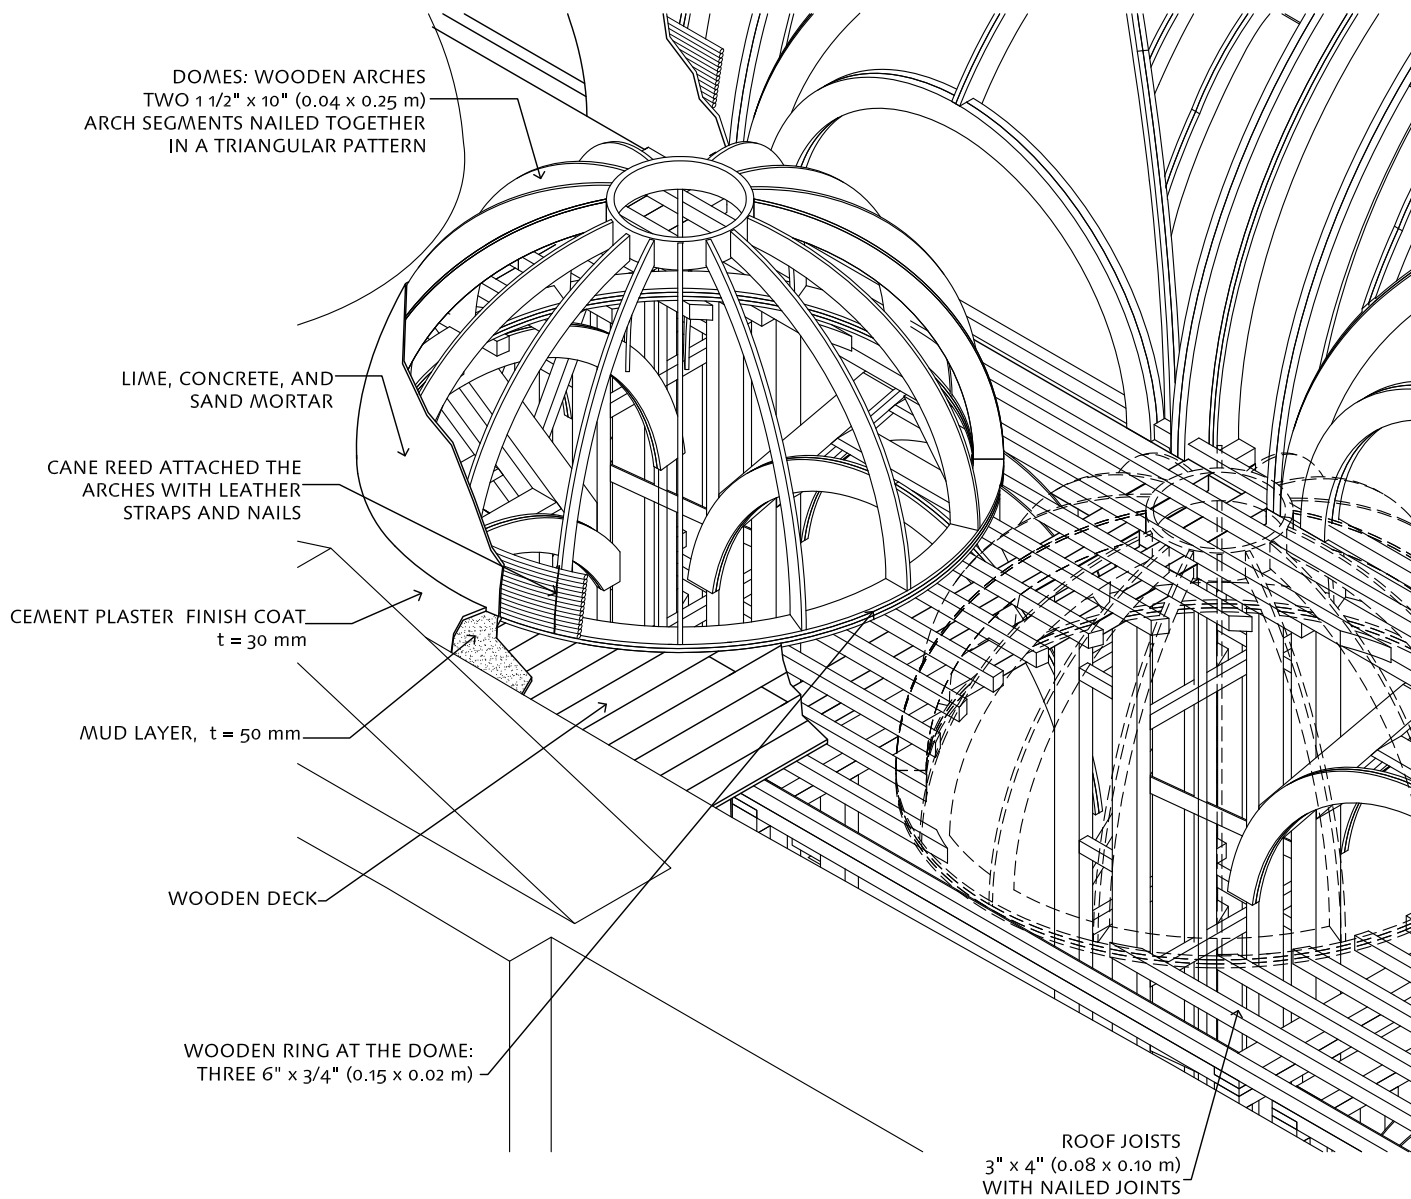 DOMES: WOODEN ARCHES
TWO 1 1/2" x 10" (0.04 x 0.25 m)
ARCH SEGMENTS NAILED TOGETHER
IN A TRIANGULAR PATTERN
LIME, CONCRETE, AND
SAND MORTAR
CANE REED ATTACHED THE
ARCHES WITH LEATHER
STRAPS AND NAILS
CEMENT PLASTER FINISH COAT
t = 30 mm
MUD LAYER, t = 50 mm
WOODEN DECK
WOODEN RING AT THE DOME:
THREE 6" x 3/4" (0.15 x 0.02 m)
ROOF JOISTS
3" x 4" (0.08 x 0.10 m)
WITH NAILED JOINTS